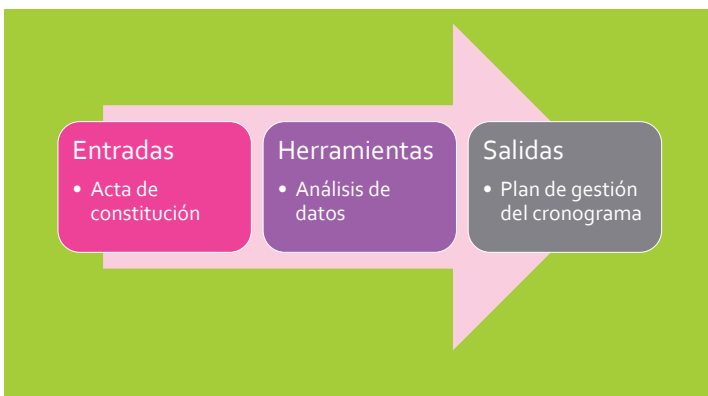 Entradas
• Acta de
constitución
Herramientas
• Análisis de
datos
Salidas
• Plan de gestión
del cronograma